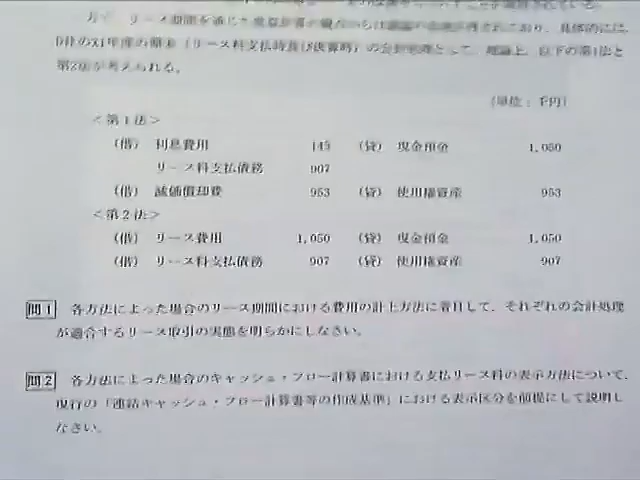 リース期間を通じた
D社のX1年度の期末（リース料支払時及び決算時）の会計処理として、理論上、以下の第1法と
第2法が考えられる。
（単位：千円）
＜第1法＞
（借） 利息費用 143 （貸） 現金預金 1,050
リース料支払債務 907
（借） 減価償却費 953 （貸） 使用権資産 953
＜第2法＞
（借） リース費用 1,050 （貸） 現金預金 1,050
（借） リース料支払債務 907 （貸） 使用権資産 907
問1 各方法によった場合のリース期間における費用の計上方法に着目して、それぞれの会計処理
が適合するリース取引の実態を明らかにしなさい。
問2 各方法によった場合のキャッシュ・フロー計算書における支払リース料の表示方法について、
現行の「連結キャッシュ・フロー計算書等の作成基準」における表示区分を前提にして説明し
なさい。